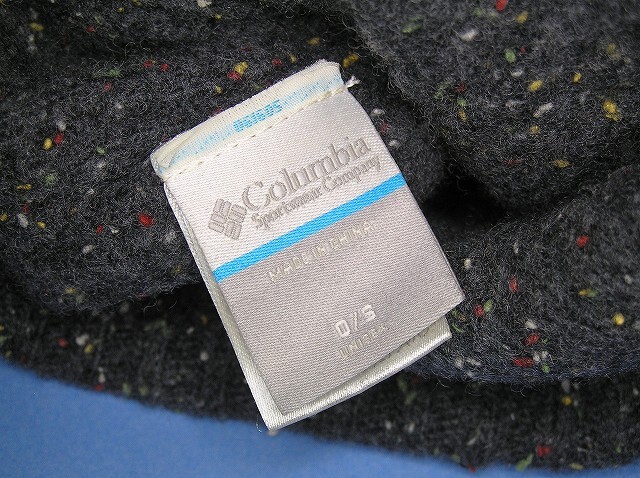 Columbia
Sportswear Company
MADE IN CHINA
O/S
UNISEX